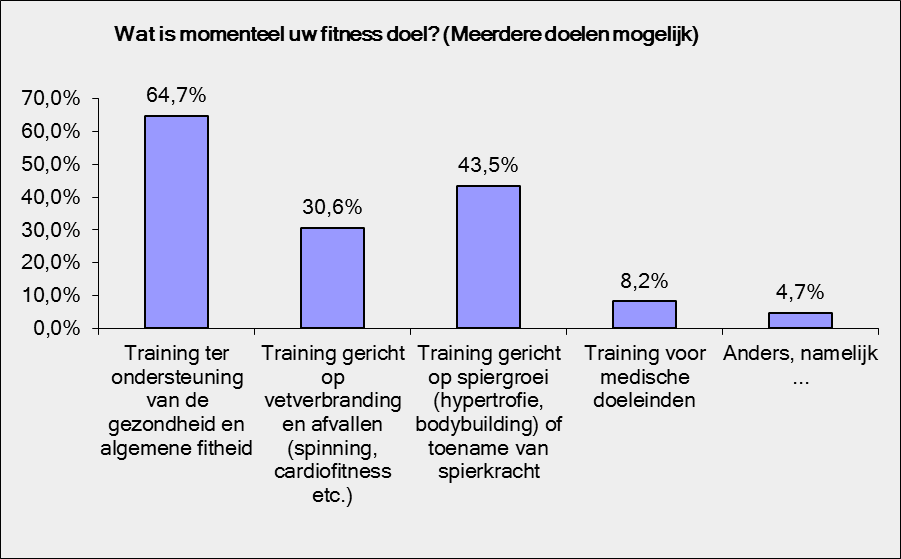 Wat is momenteel uw fitness doel? (Meerdere doelen mogelijk)
64,7%
70,0%
60,0%
50,0%
43,5%
40,0%
30,6%
30,0%
20,0%
8,2%
4,7%
10,0%
0,0%
Training ter
ondersteuning
van de
gezondheid en
algemene fitheid
Training gericht
op
vetverbranding
en afvallen
(spinning,
cardiofitness
etc.)
Training gericht
op spiergroei
(hypertrofie,
bodybuilding) of
toename van
spierkracht
Training voor
medische
doeleinden
Anders, namelijk
...